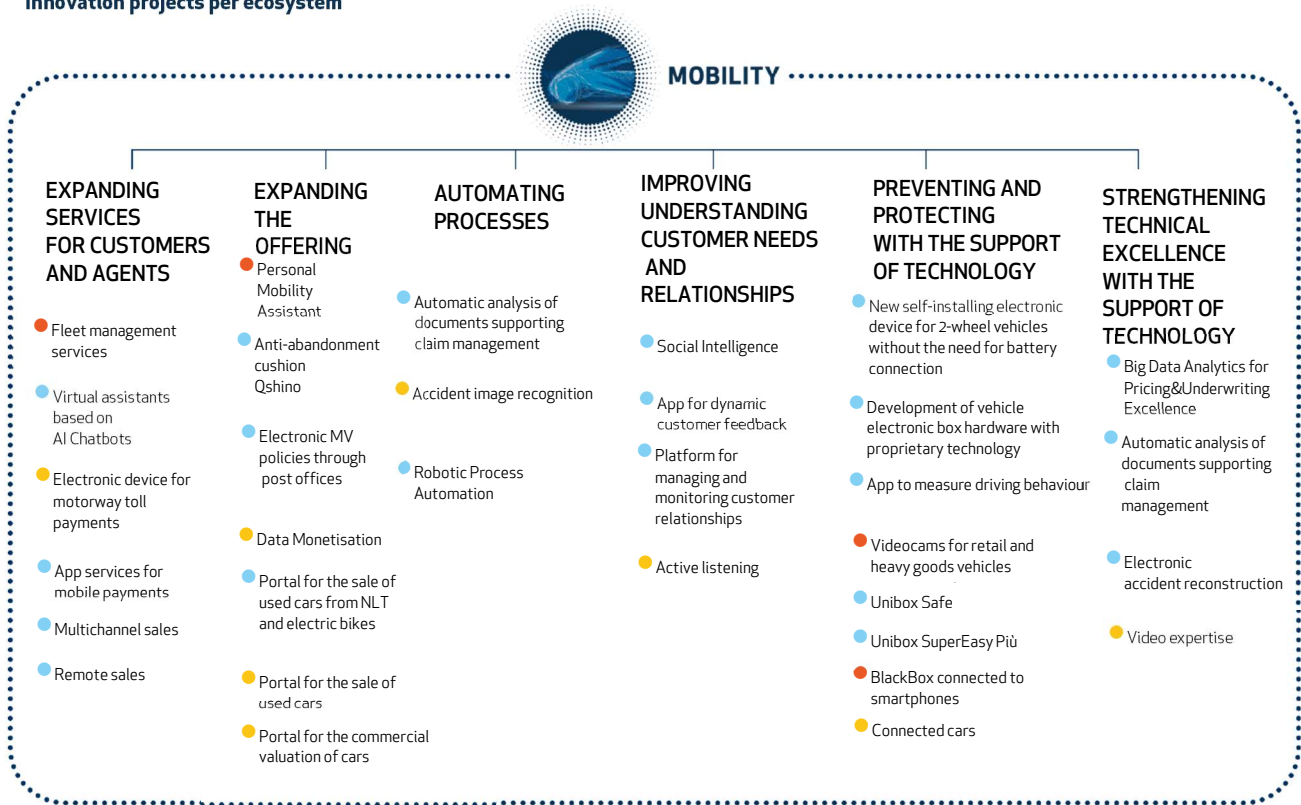 Innovation projects per ecosystem
MOBILITY
EXPANDING
SERVICES
FOR CUSTOMERS
AND AGENTS
Fleet management
services
Virtual assistants
based on
AI Chatbots
Electronic device for
motorway toll
payments
App services for
mobile payments
Multichannel sales
Remote sales
EXPANDING
THE
OFFERING
Personal
Mobility
Assistant
Anti-abandonment
cushion
Qshino
Electronic MV
policies through
post offices
Data Monetisation
Portal for the sale of
used cars from NLT
and electric bikes
Portal for the sale of
used cars
Portal for the commercial
valuation of cars
AUTOMATING
PROCESSES
Automatic analysis of
documents supporting
claim management
Accident image recognition
Robotic Process
Automation
IMPROVING
UNDERSTANDING
CUSTOMER NEEDS
AND
RELATIONSHIPS
Social Intelligence
App for dynamic
customer feedback
Platform for
managing and
monitoring customer
relationships
Active listening
PREVENTING AND
PROTECTING
WITH THE SUPPORT
OF TECHNOLOGY
New self-installing electronic
device for 2-wheel vehicles
without the need for battery
connection
Development of vehicle
electronic box hardware with
proprietary technology
App to measure driving behaviour
Videocams for retail and
heavy goods vehicles
Unibox Safe
Unibox SuperEasy Più
BlackBox connected to
smartphones
Connected cars
STRENGTHENING
TECHNICAL
EXCELLENCE
WITH THE
SUPPORT OF
TECHNOLOGY
Big Data Analytics for
Pricing&Underwriting
Excellence
Automatic analysis of
documents supporting
claim
management
Electronic
accident reconstruction
Video expertise